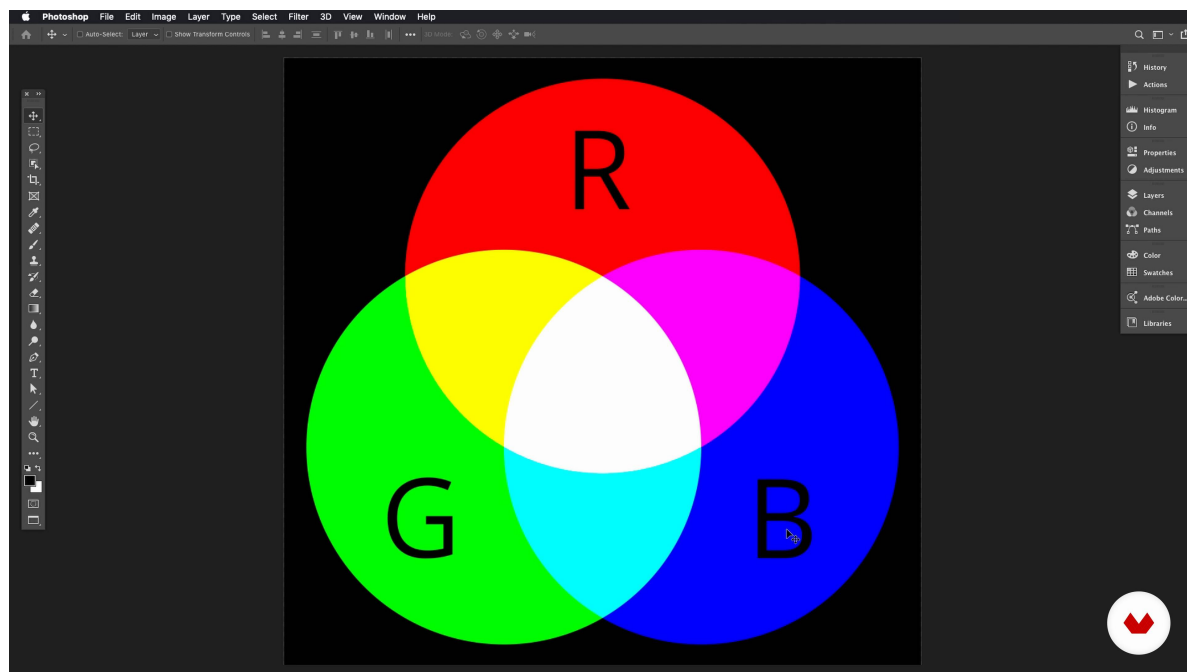 Photoshop File Edit Image Layer Type Select Filter 3D View Window Help
Auto-Select: Layer Show Transform Controls 3D Mode:
History
Actions
Histogram
Info
Properties
Adjustments
Layers
Channels
Paths
Color
Swatches
Adobe Color...
Libraries
R
G
B